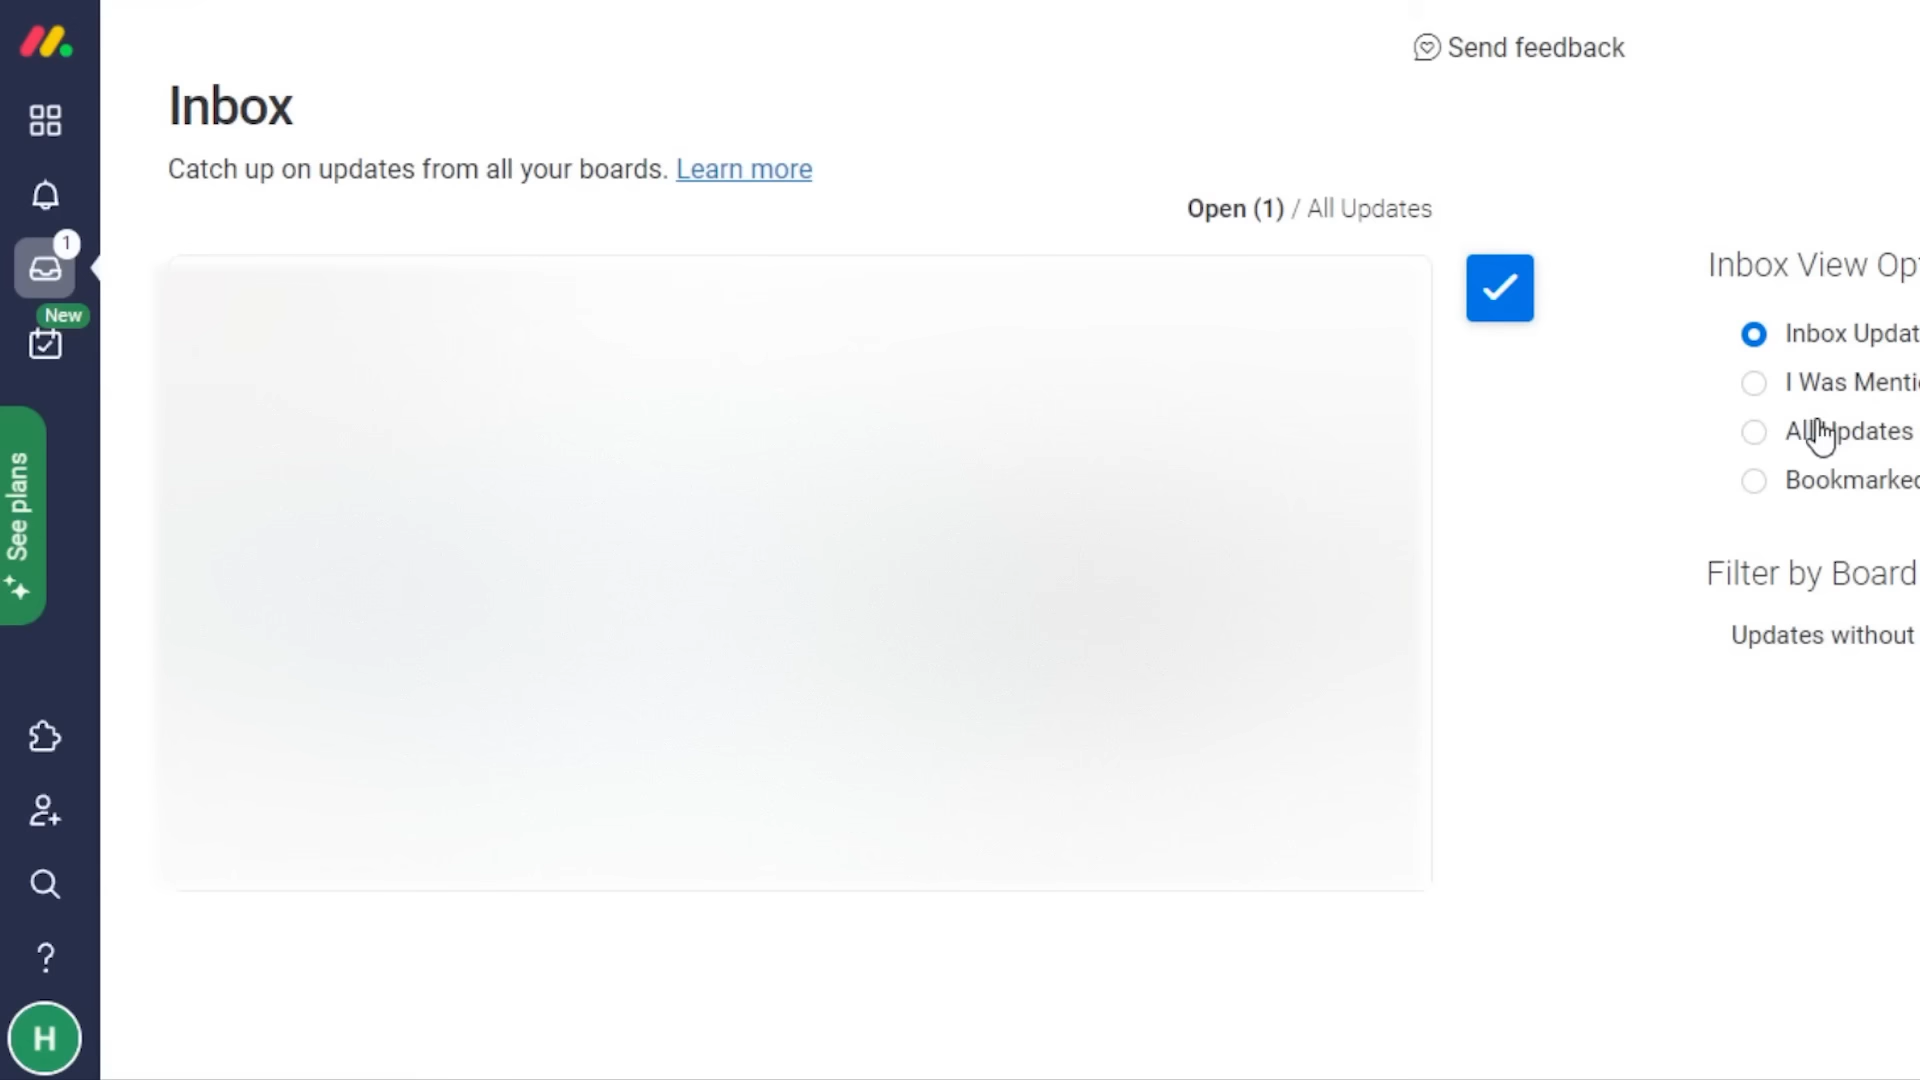 Send feedback
Inbox
Catch up on updates from all your boards. Learn more
Open (1) / All Updates
1
New
See plans
Inbox View Op
Inbox Updat
I Was Menti
All Updates
Bookmarked
Filter by Board
Updates without
?
H